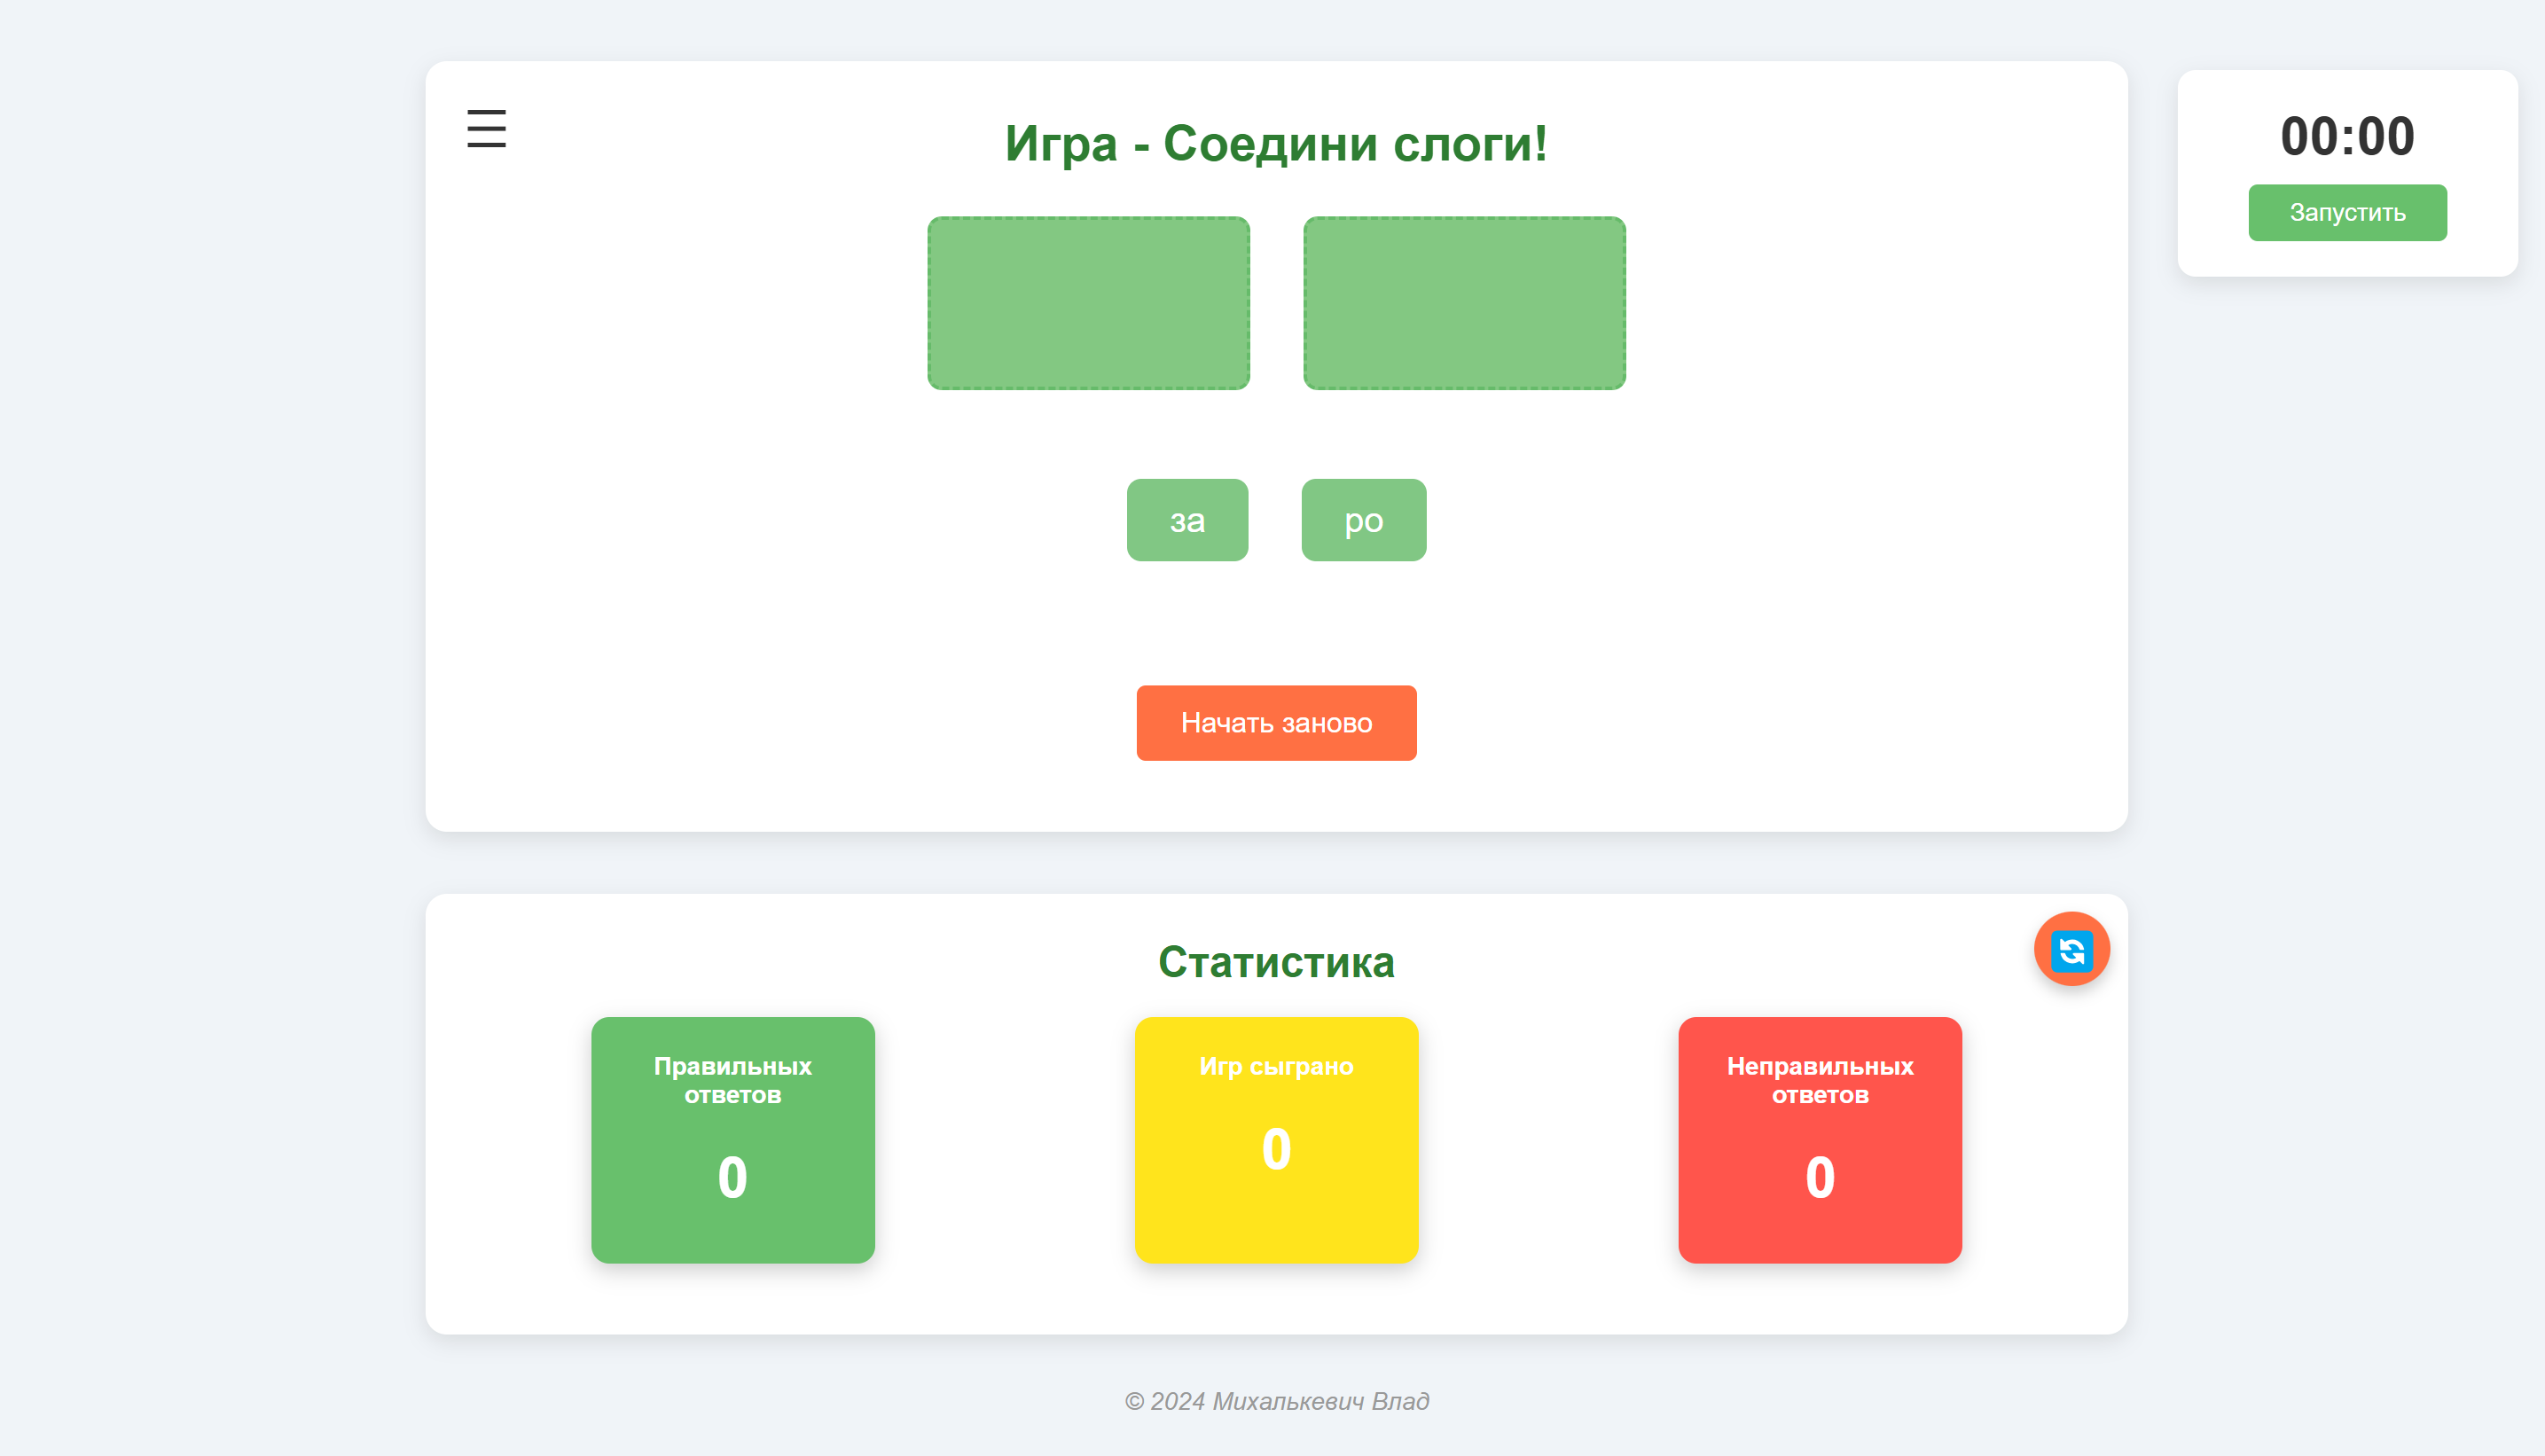 Игра - Соедини слоги!
00:00
Запустить
за
ро
Начать заново
Статистика
Правильных
ответов
0
Игр сыграно
0
Неправильных
ответов
0
© 2024 Михалькевич Влад